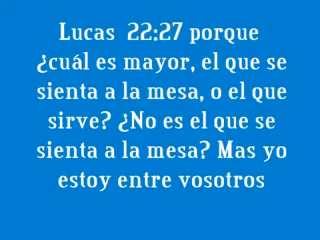 Lucas 22:27 porque
¿cuál es mayor, el que se
sienta a la mesa, o el que
sirve? ¿No es el que se
sienta a la mesa? Mas yo
estoy entre vosotros